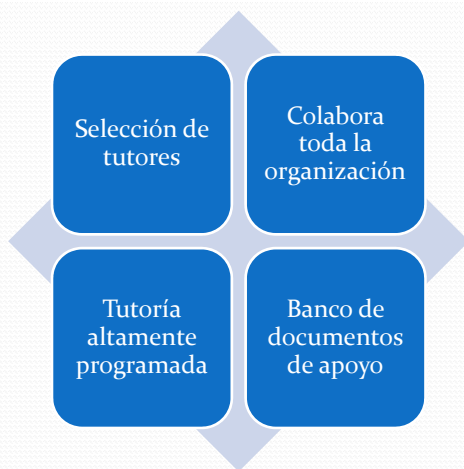 Selección de
tutores
Colabora
toda la
organización
Tutoría
altamente
programada
Banco de
documentos
de apoyo